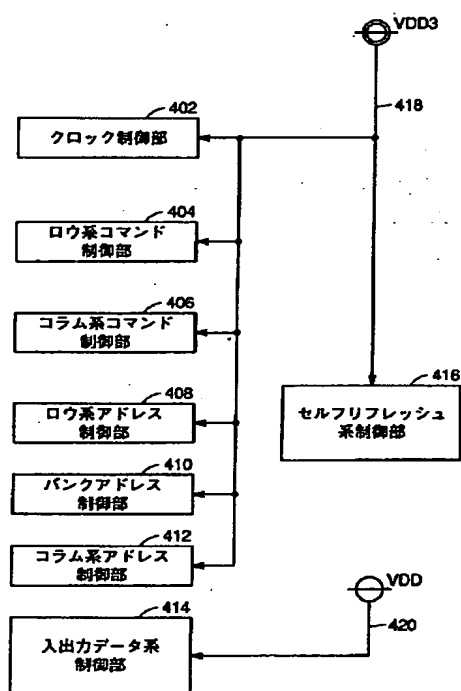 VDD3
418
402
クロック制御部
404
ロウ系コマンド
制御部
406
コラム系コマンド
制御部
416
セルフリフレッシュ
系制御部
408
ロウ系アドレス
制御部
410
バンクアドレス
制御部
412
コラム系アドレス
制御部
VDD
420
414
入出力データ系
制御部